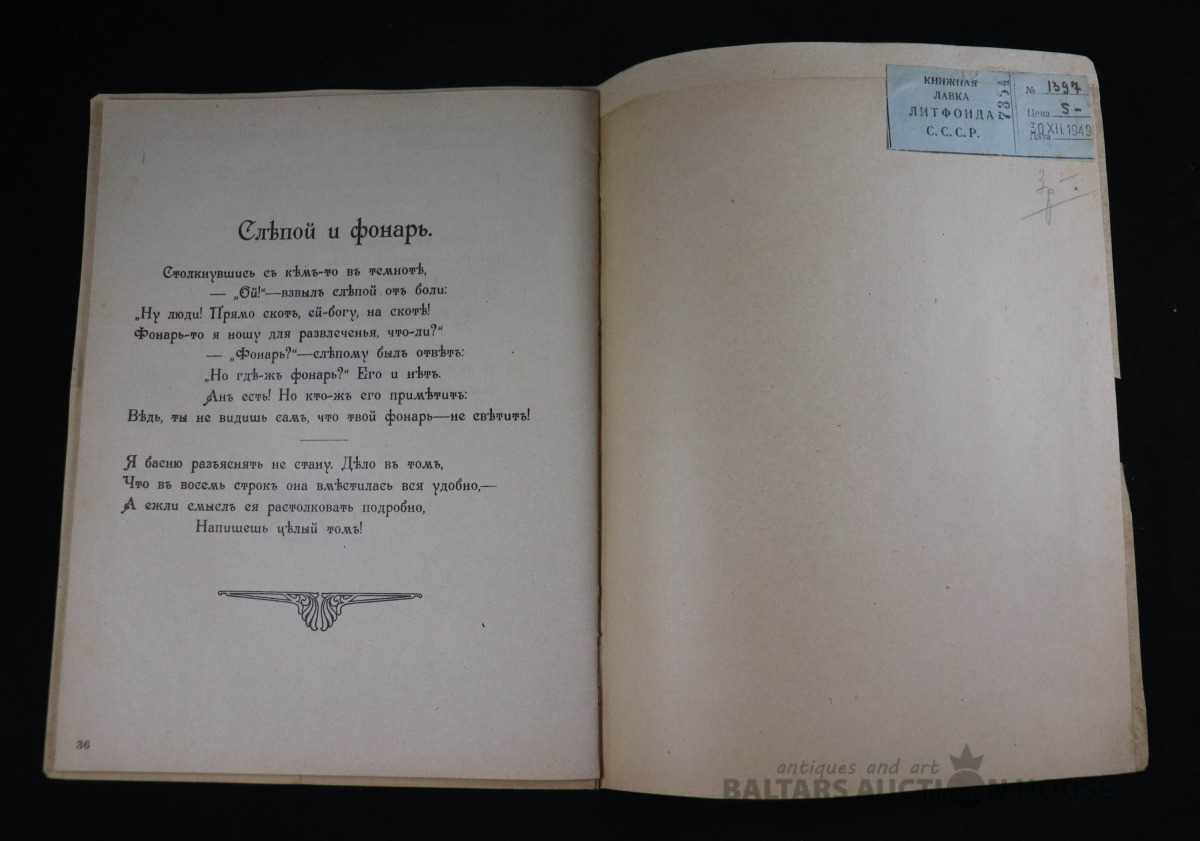 Слѣпой и фонарь.
Столкнувшись съ кѣмъ-то въ темнотѣ,
— „Ой!“—взвылъ слѣпой отъ боли:
„Ну люди! Прямо скотъ, ей-богу, на скотѣ!
Фонарь-то я ношу для развлеченья, что-ли?“
— „Фонарь?“—слѣпому былъ отвѣтъ:
„Но гдѣ-жъ фонарь?“ Его и нѣтъ.
Анъ есть! Но кто-жъ его примѣтитъ:
Вѣдь, ты не видишь самъ, что твой фонарь—не свѣтитъ!
Я басню разъяснять не стану. Дѣло въ томъ,
Что въ восемь строкъ она вмѣстилась вся удобно,—
А ежли смыслъ ея растолковать подробно,
Напишешь цѣлый томъ!
36
КНИЖНАЯ
ЛАВКА
ЛИТФОНДА
С. С. С. Р.
7354
№ 1397
Цена 5-
Дата 30 XII 1949
3р -.
antiques and art
BALTARS AUCTION HOUSE